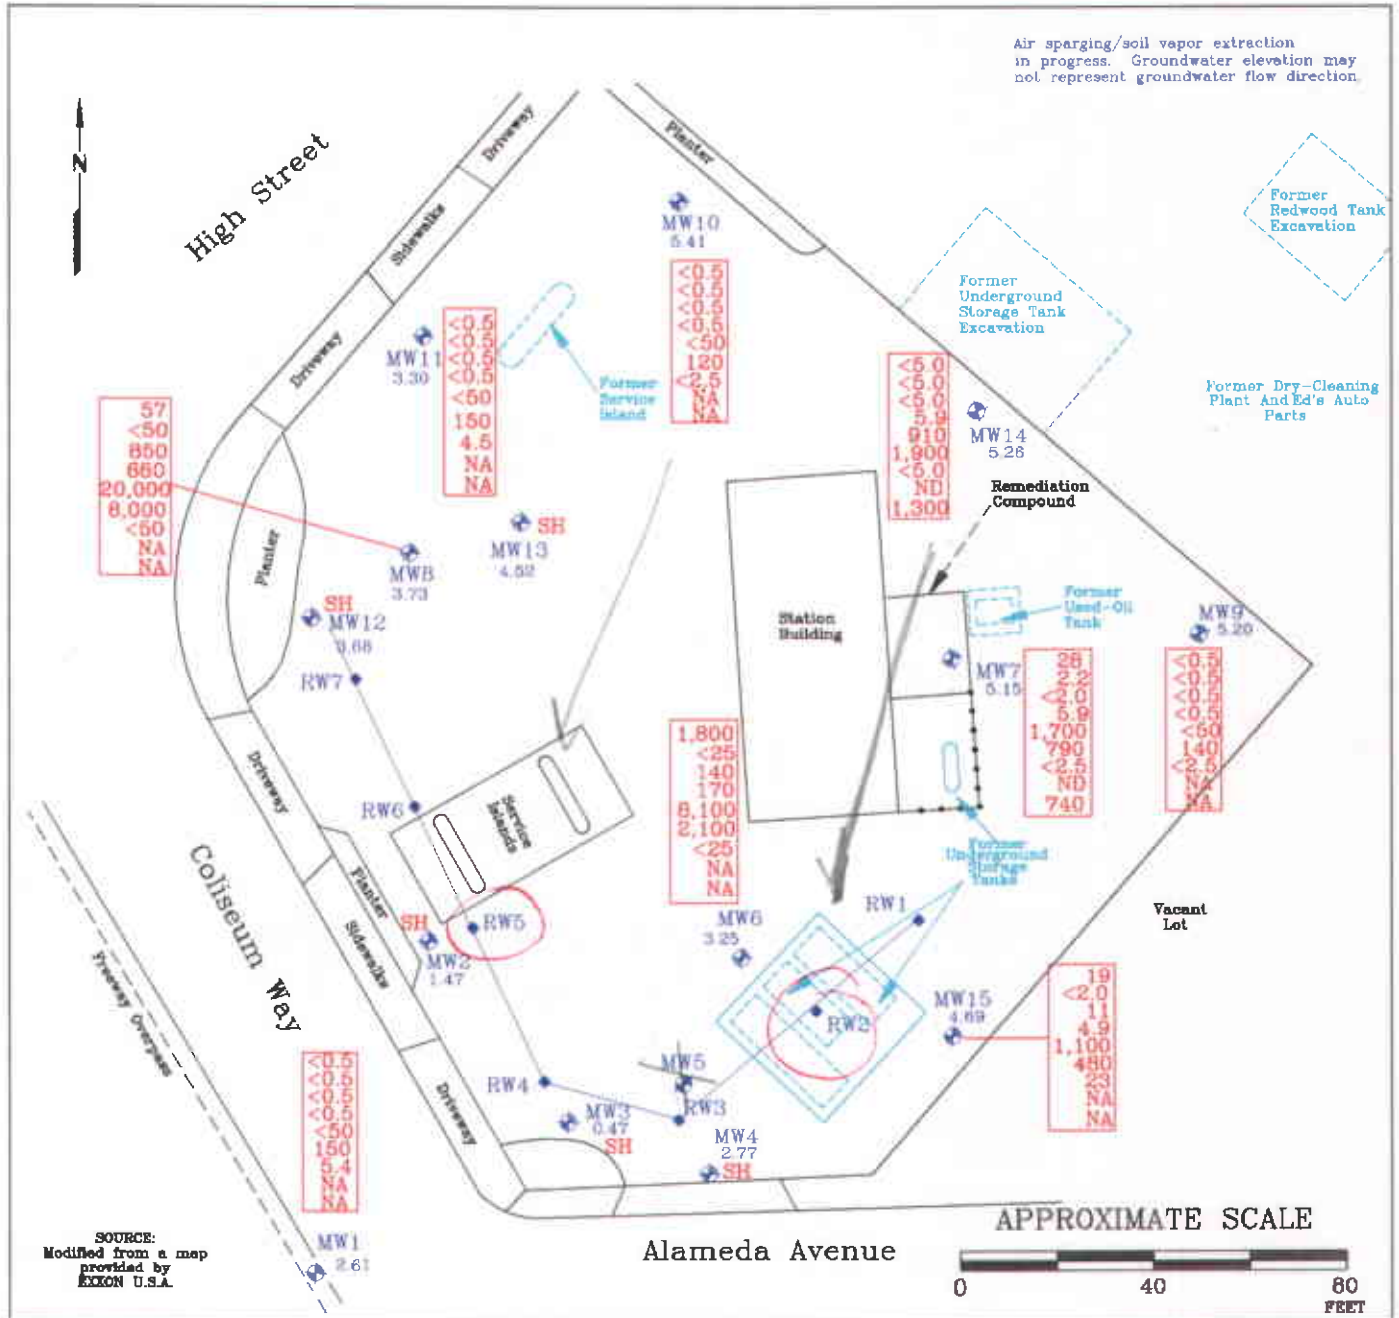 Air sparging/soil vapor extraction
in progress. Groundwater elevation may
not represent groundwater flow direction
N
High Street
Driveway
Sidewalks
Driveway
Planter
Planter
MW10
5.41
<0.5
<0.5
<0.5
<0.5
<50
120
<2.5
NA
NA
Former
Redwood Tank
Excavation
Former
Underground
Storage Tank
Excavation
Former Dry-Cleaning
Plant And Ed's Auto
Parts
MW11
3.30
<0.5
<0.5
<0.5
<0.5
<50
150
4.5
NA
NA
Former
Service
Island
<5.0
<5.0
<5.0
5.9
910
1,900
<5.0
ND
1,300
MW14
5.26
Remediation
Compound
57
<50
850
660
20,000
8,000
<50
NA
NA
MW8
3.73
SH
MW13
4.52
SH
MW12
3.68
RW7
Station
Building
Former
Used-Oil
Tank
MW9
5.20
MW7
5.15
28
2.2
<2.0
5.9
1,700
790
<2.5
ND
740
<0.5
<0.5
<0.5
<0.5
<50
140
<2.5
NA
NA
1,800
<25
140
170
8,100
2,100
<25
NA
NA
RW6
Service
Islands
Driveway
Planter
Sidewalks
Driveway
Coliseum Way
Freeway Overpass
Former
Underground
Storage
Tanks
SH
RW5
MW2
1.47
MW6
3.25
RW1
Vacant
Lot
RW2
MW15
4.69
19
<2.0
11
4.9
1,100
480
23
NA
NA
RW4
MW5
RW3
MW3
0.47
SH
MW4
2.77
SH
<0.5
<0.5
<0.5
<0.5
<50
150
5.4
NA
NA
MW1
2.61
SOURCE:
Modified from a map
provided by
EXXON U.S.A.
Alameda Avenue
APPROXIMATE SCALE
0 40 80
FEET